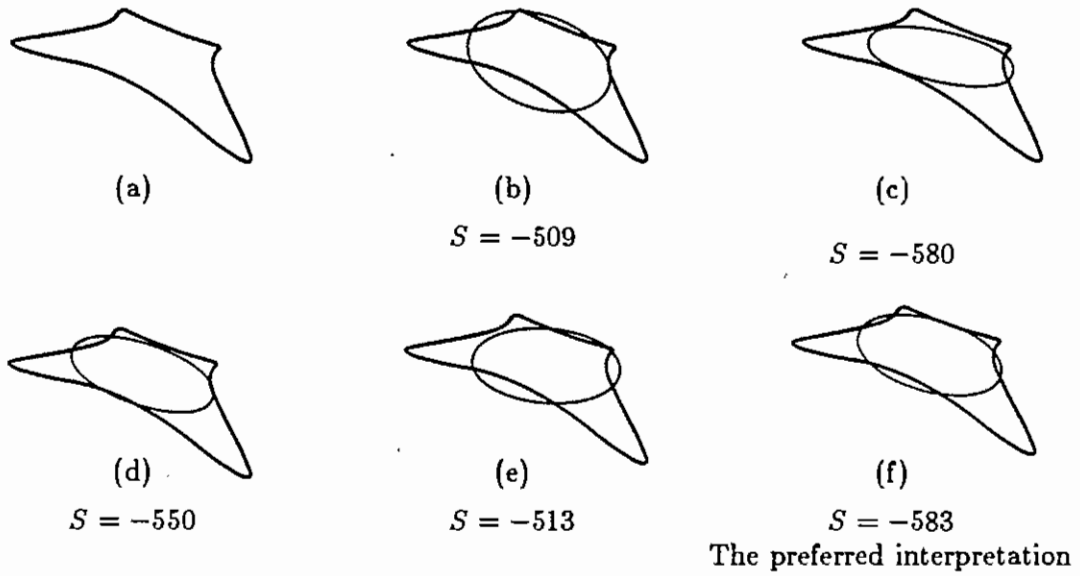 (a)
(b)
(c)
S = −509
S = −580
(d)
(e)
(f)
S = −550
S = −513
S = −583
The preferred interpretation